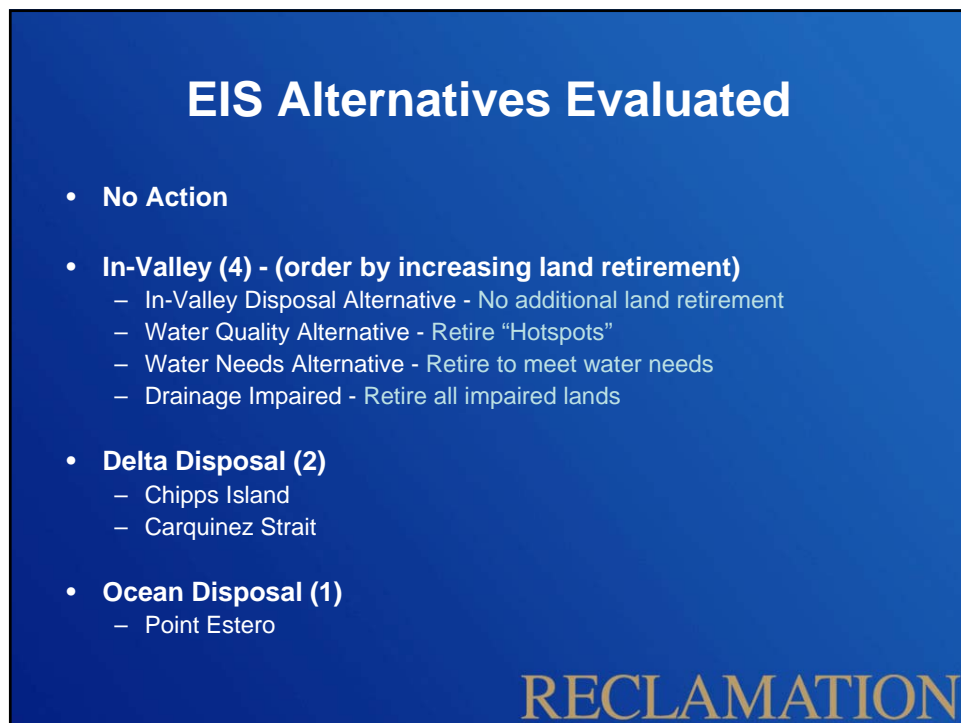 EIS Alternatives Evaluated
• No Action
• In-Valley (4) - (order by increasing land retirement)
– In-Valley Disposal Alternative - No additional land retirement
– Water Quality Alternative - Retire “Hotspots”
– Water Needs Alternative - Retire to meet water needs
– Drainage Impaired - Retire all impaired lands
• Delta Disposal (2)
– Chipps Island
– Carquinez Strait
• Ocean Disposal (1)
– Point Estero
RECLAMATION